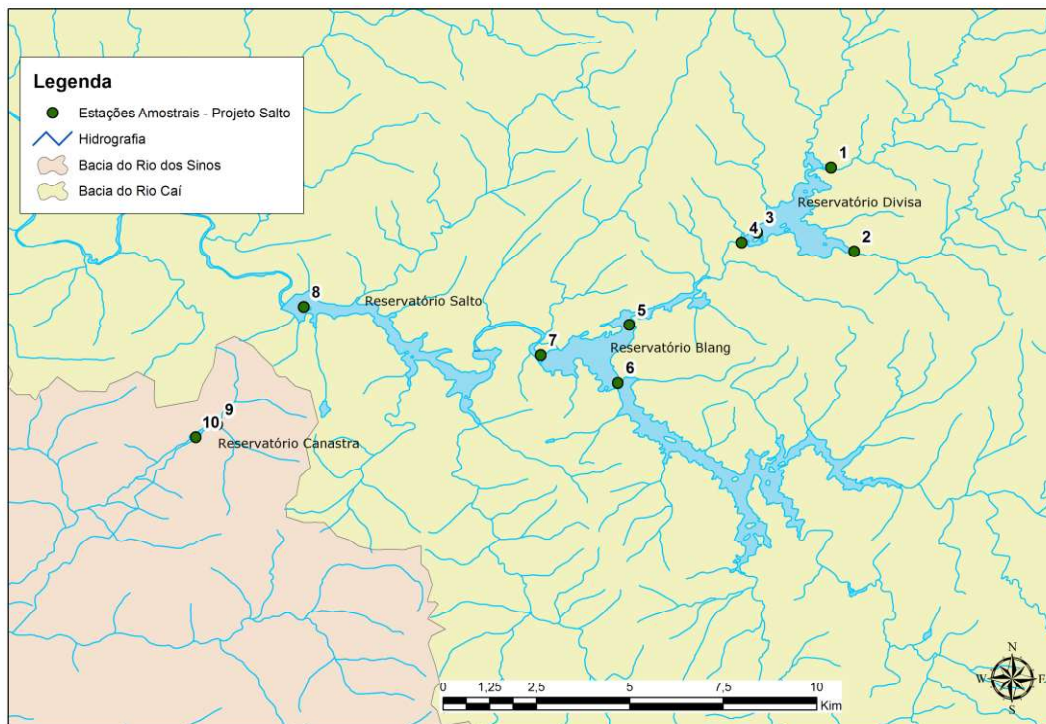 Legenda
Estações Amostrais - Projeto Salto
Hidrografia
Bacia do Rio dos Sinos
Bacia do Rio Caí
1
Reservatório Divisa
3
4
2
8
Reservatório Salto
5
7
Reservatório Blang
6
9
10
Reservatório Canastra
N
W E
S
0 1,25 2,5 5 7,5 10
Kim